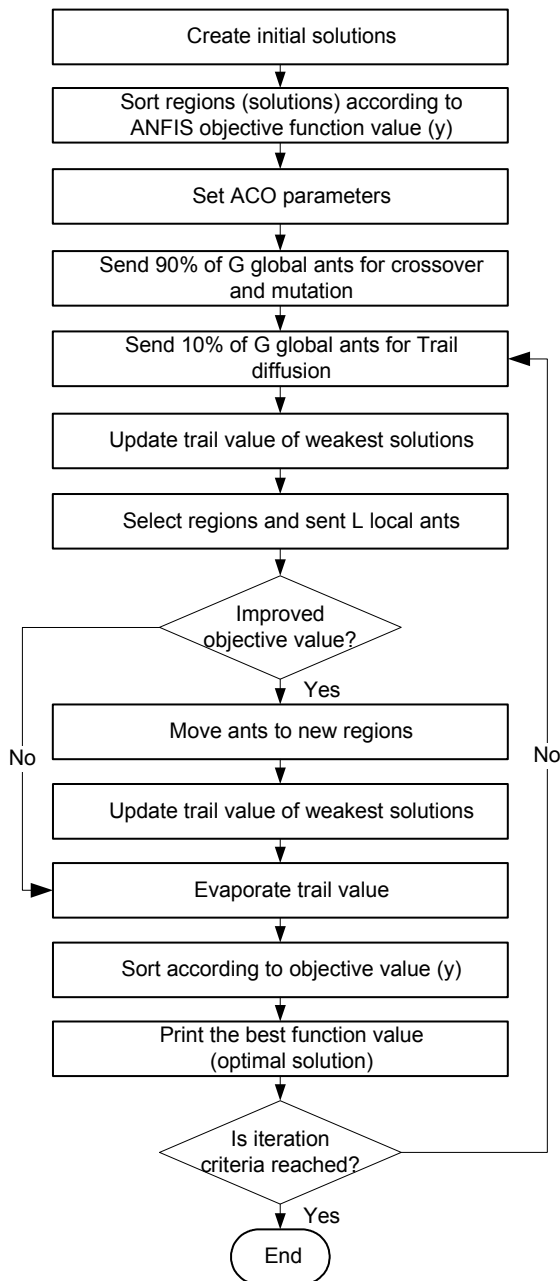 Create initial solutions
Sort regions (solutions) according to
ANFIS objective function value (y)
Set ACO parameters
Send 90% of G global ants for crossover
and mutation
Send 10% of G global ants for Trail
diffusion
Update trail value of weakest solutions
Select regions and sent L local ants
Improved
objective value?
Yes
Move ants to new regions
No
No
Update trail value of weakest solutions
Evaporate trail value
Sort according to objective value (y)
Print the best function value
(optimal solution)
Is iteration
criteria reached?
Yes
End